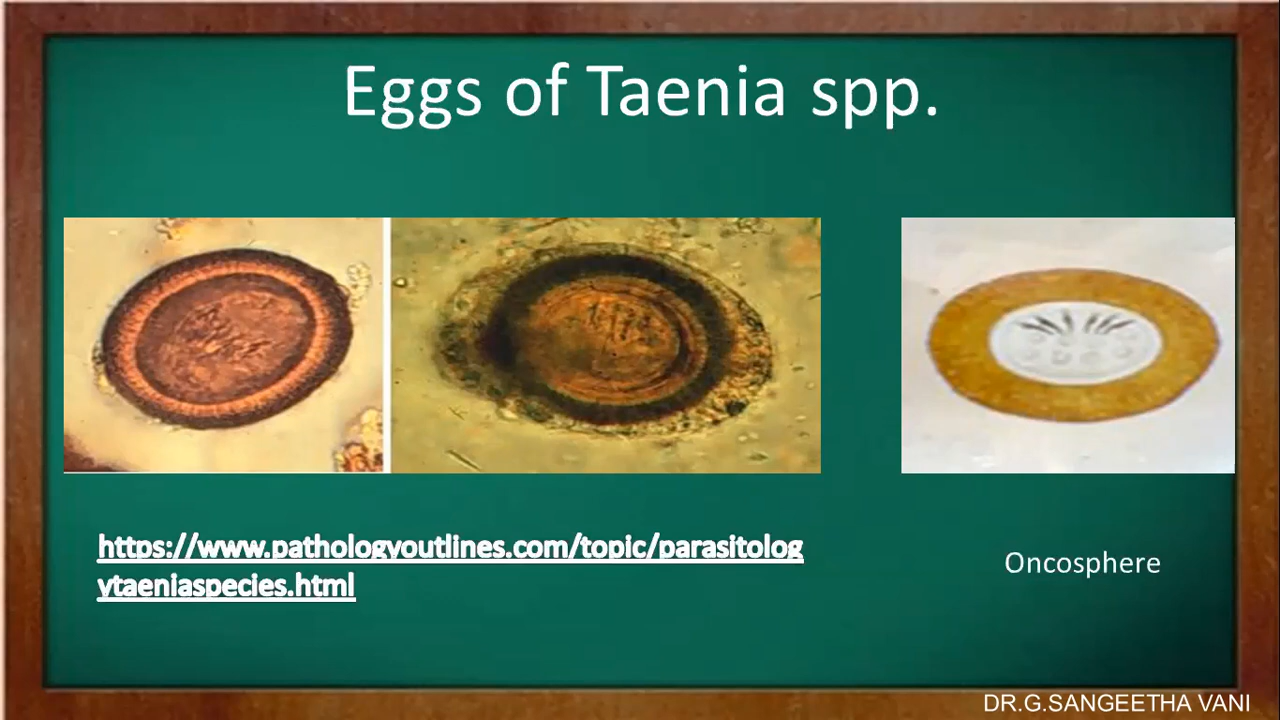 Eggs of Taenia spp.
https://www.pathologyoutlines.com/topic/parasitolog
ytaeniaspecies.html
Oncosphere
DR.G.SANGEETHA VANI